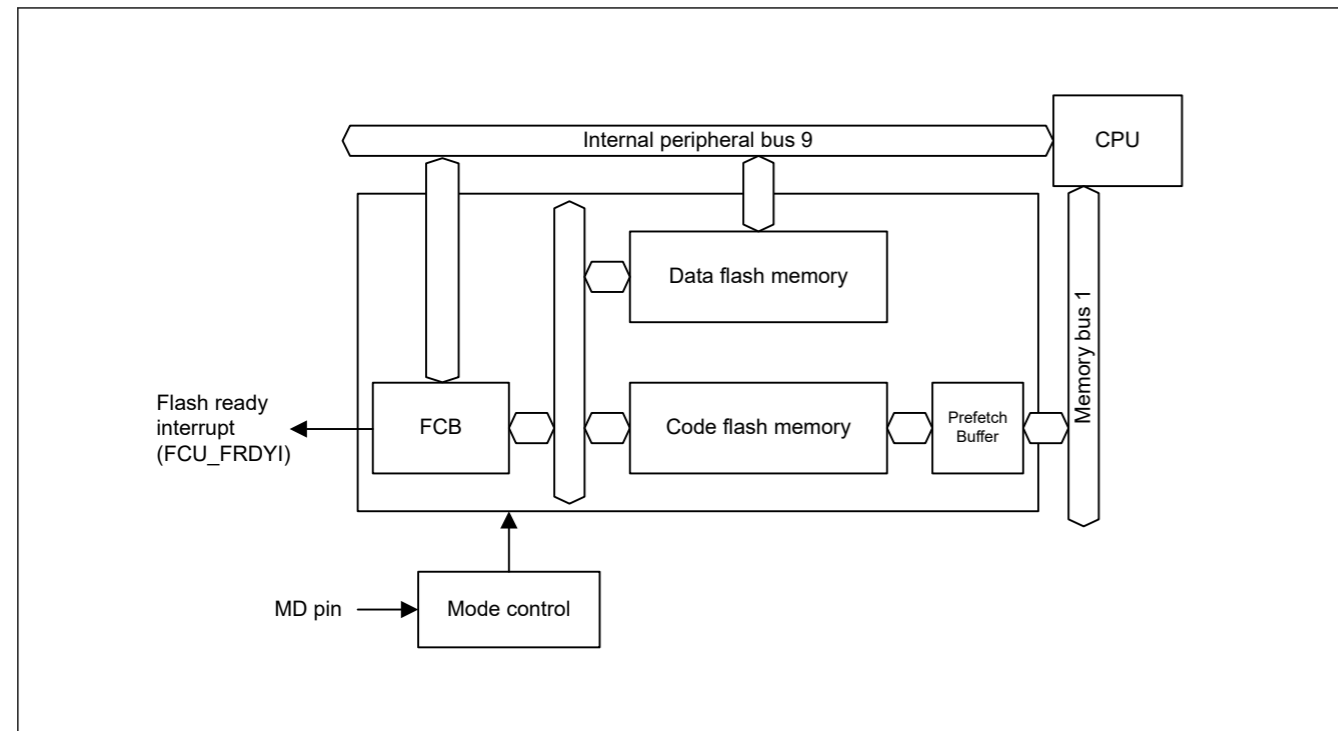 Internal peripheral bus 9
CPU
Data flash memory
Memory bus 1
Flash ready
interrupt
(FCU_FRDYI)
FCB
Code flash memory
Prefetch
Buffer
MD pin
Mode control